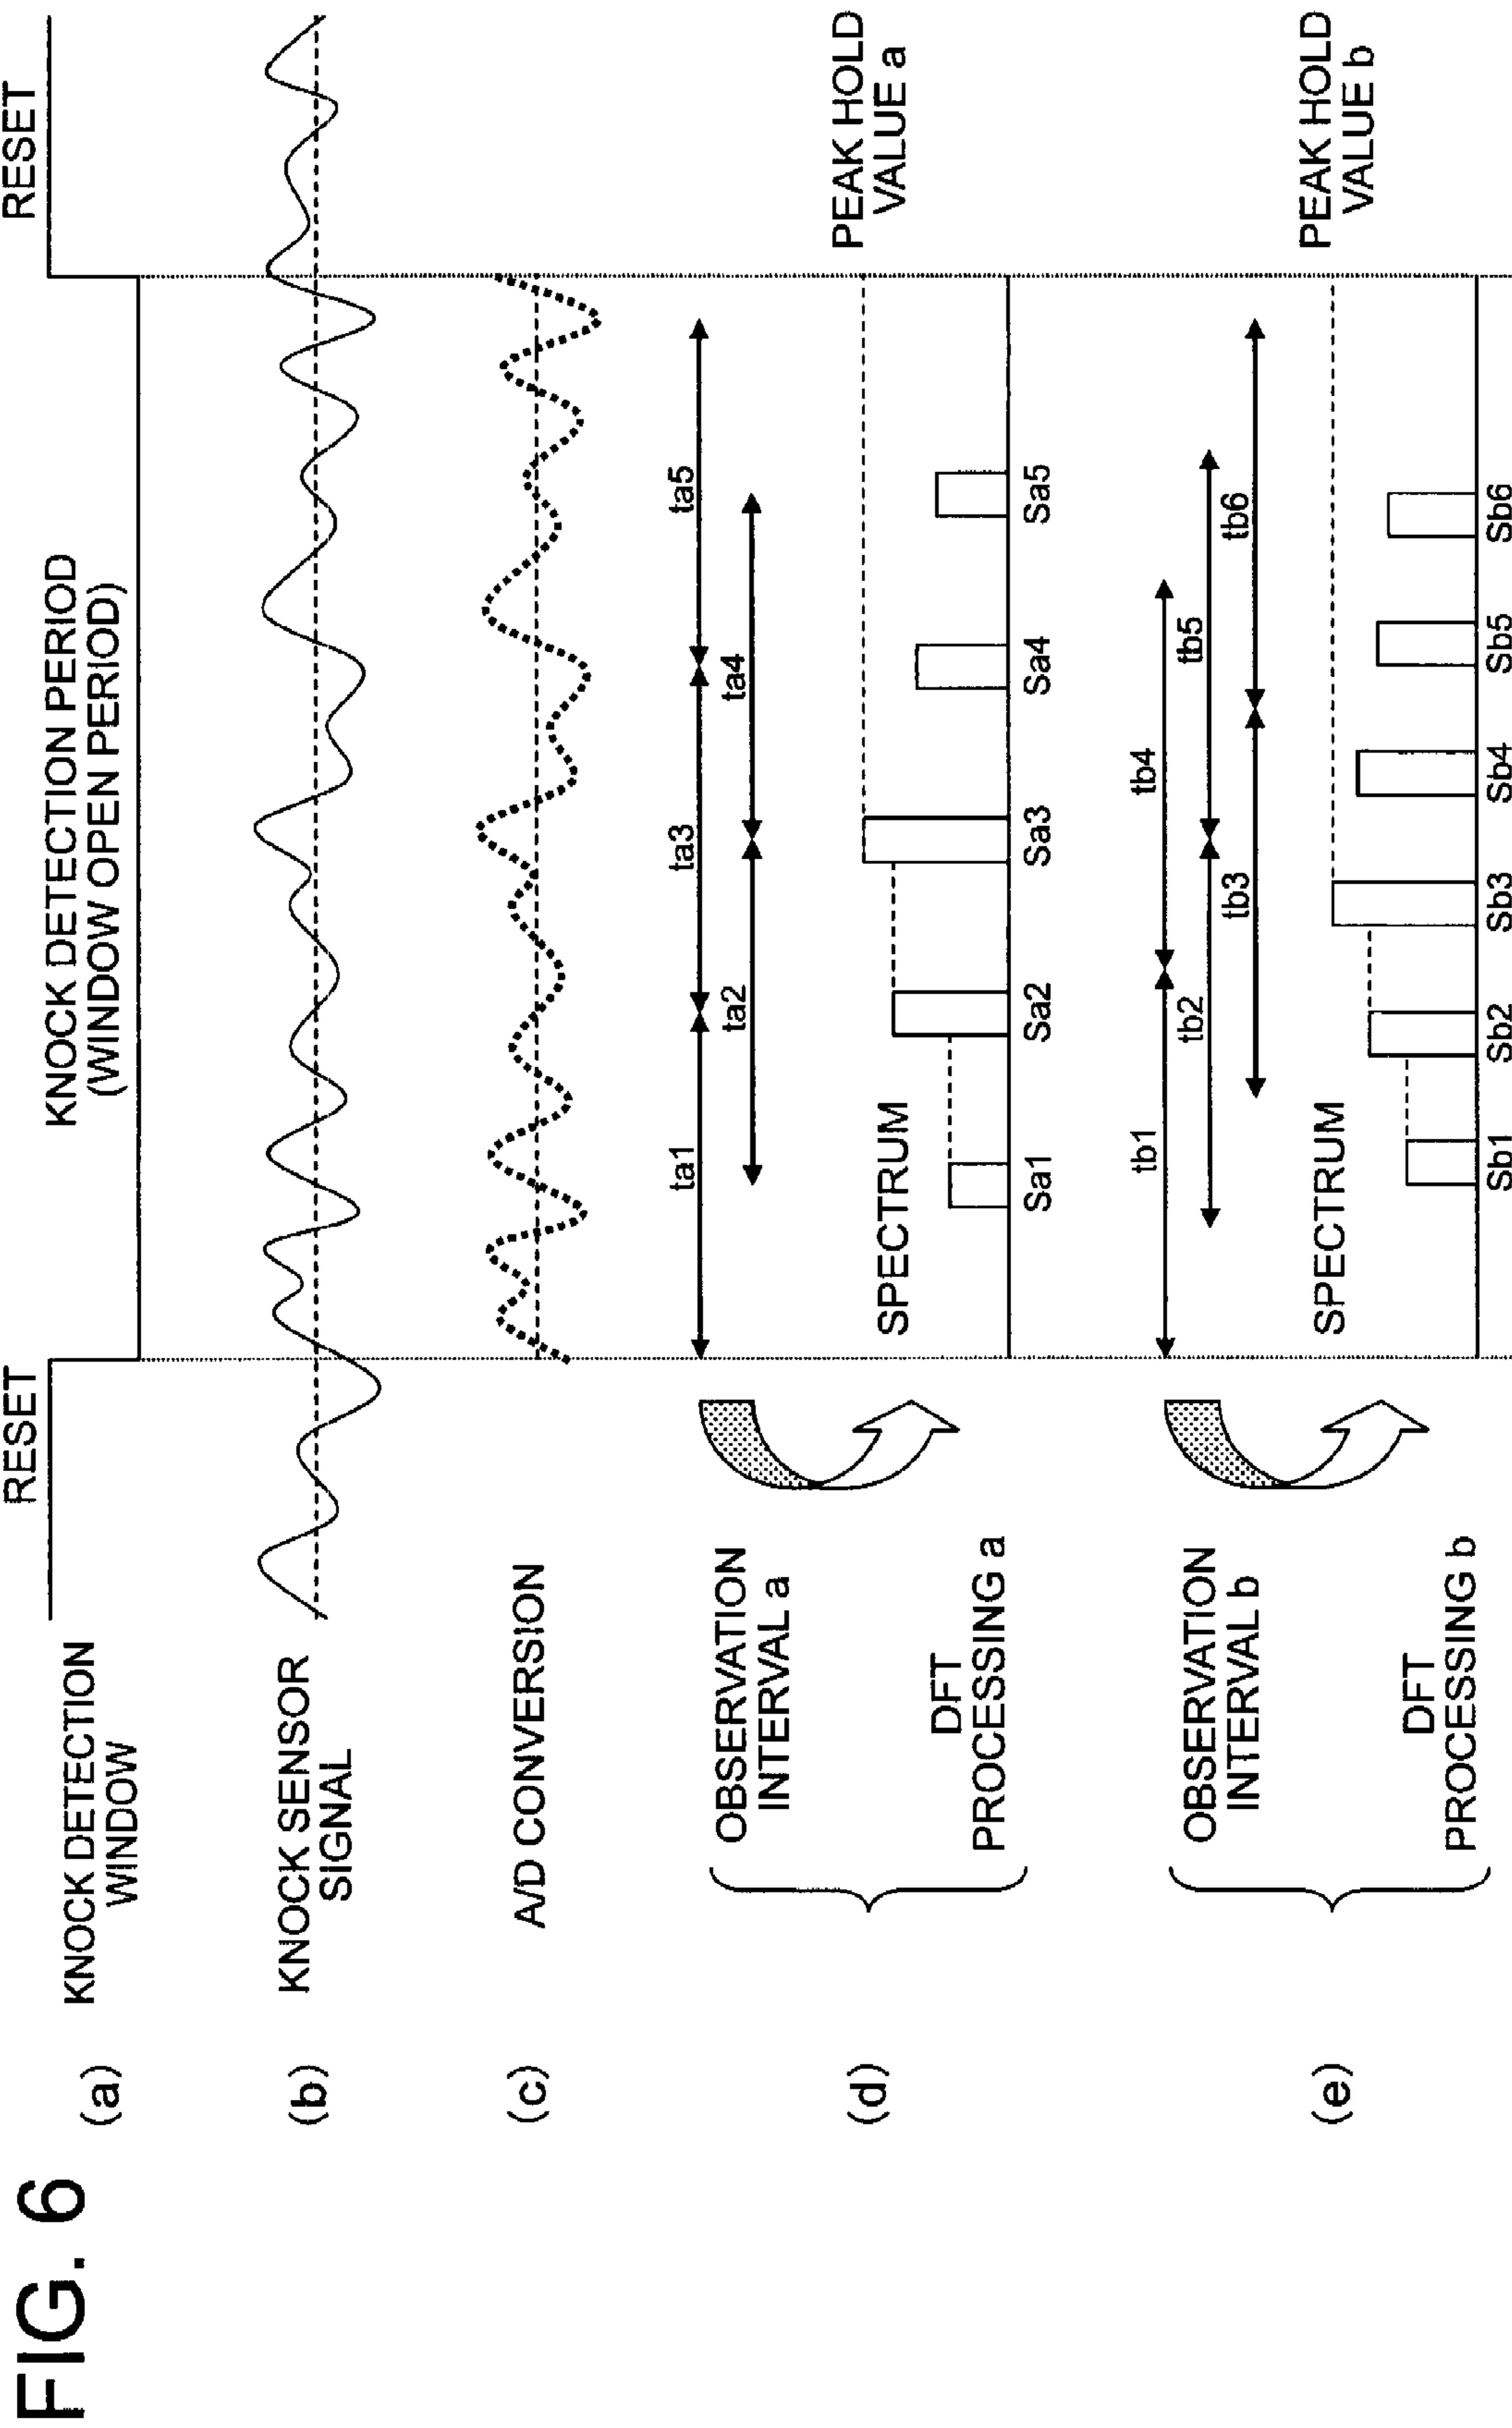 FIG. 6
RESET
KNOCK DETECTION PERIOD
(WINDOW OPEN PERIOD)
RESET
(a)
KNOCK DETECTION
WINDOW
(b)
KNOCK SENSOR
SIGNAL
(c)
A/D CONVERSION
(d)
OBSERVATION
INTERVAL a
ta1
ta3
ta5
ta2
ta4
DFT
PROCESSING a
SPECTRUM
PEAK HOLD
VALUE a
Sa1
Sa2
Sa3
Sa4
Sa5
(e)
OBSERVATION
INTERVAL b
tb1
tb4
tb2
tb5
tb3
tb6
DFT
PROCESSING b
SPECTRUM
PEAK HOLD
VALUE b
Sb1
Sb2
Sb3
Sb4
Sb5
Sb6